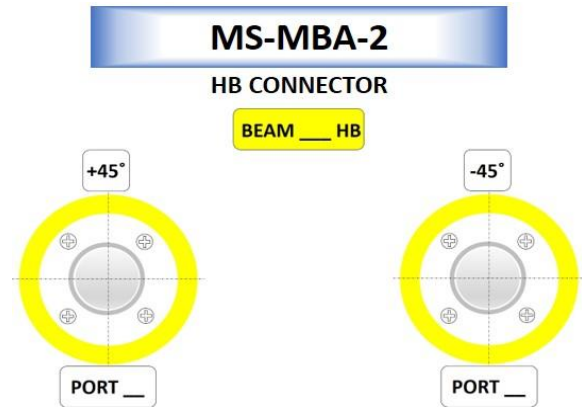 MS-MBA-2
HB CONNECTOR
BEAM ___ HB
+45°
-45°
PORT __
PORT __